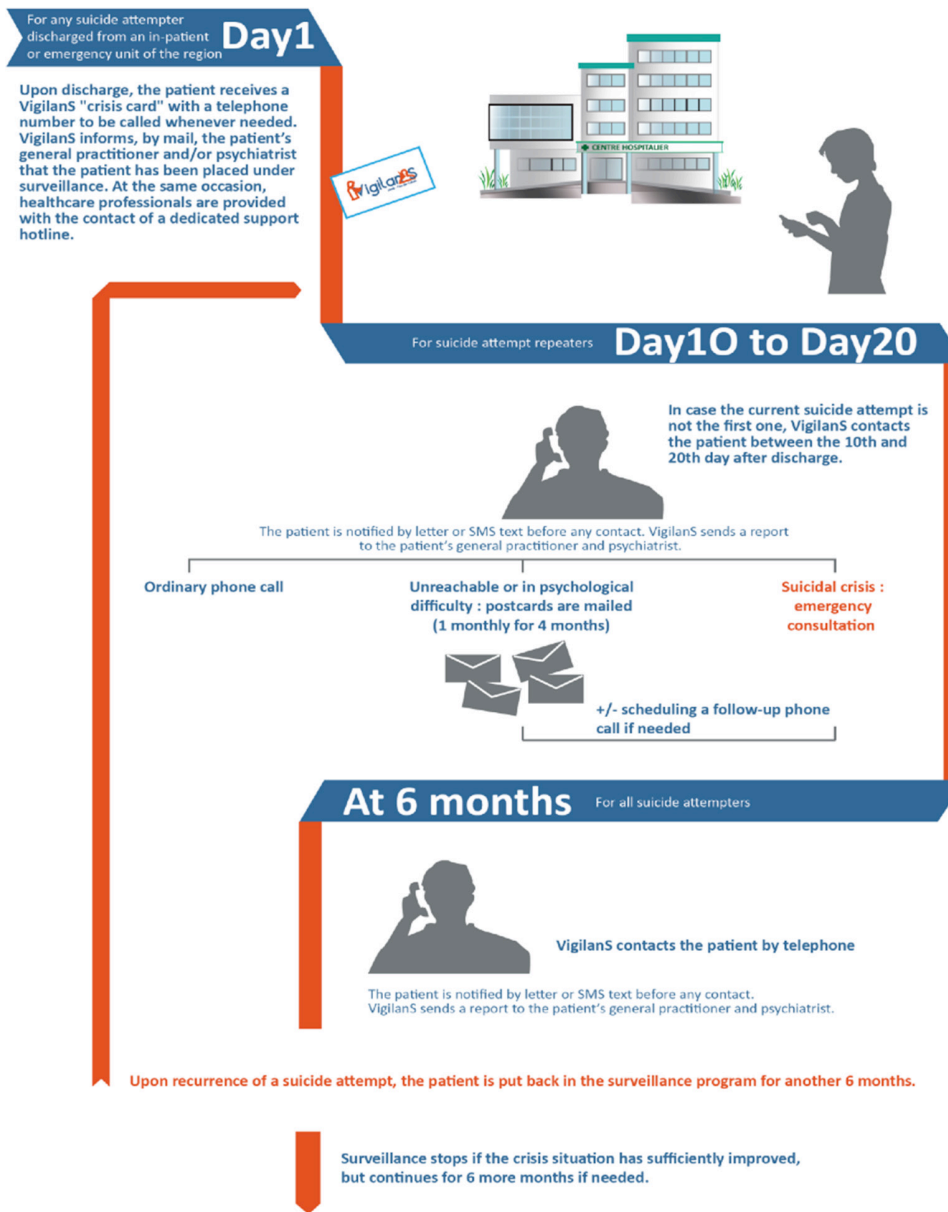 For any suicide attempter
discharged from an in-patient
or emergency unit of the region
Day1
Upon discharge, the patient receives a
VigilanS "crisis card" with a telephone
number to be called whenever needed.
VigilanS informs, by mail, the patient's
general practitioner and/or psychiatrist
that the patient has been placed under
surveillance. At the same occasion,
healthcare professionals are provided
with the contact of a dedicated support
hotline.
VigilanS
CENTRE HOSPITALIER
For suicide attempt repeaters
Day1O to Day20
In case the current suicide attempt is
not the first one, VigilanS contacts
the patient between the 10th and
20th day after discharge.
The patient is notified by letter or SMS text before any contact. VigilanS sends a report
to the patient's general practitioner and psychiatrist.
Ordinary phone call
Unreachable or in psychological
difficulty : postcards are mailed
(1 monthly for 4 months)
Suicidal crisis :
emergency
consultation
+/- scheduling a follow-up phone
call if needed
At 6 months
For all suicide attempters
VigilanS contacts the patient by telephone
The patient is notified by letter or SMS text before any contact.
VigilanS sends a report to the patient's general practitioner and psychiatrist.
Upon recurrence of a suicide attempt, the patient is put back in the surveillance program for another 6 months.
Surveillance stops if the crisis situation has sufficiently improved,
but continues for 6 more months if needed.